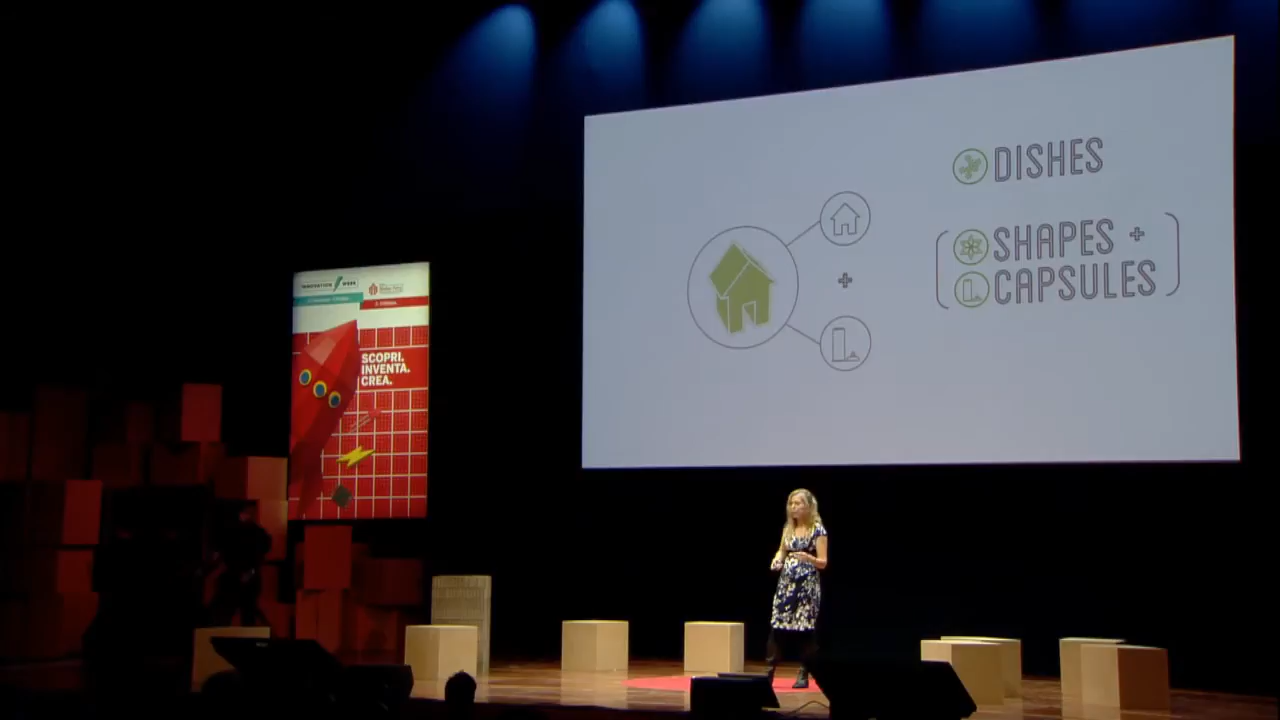 INNOVATION WEEK
SCOPRI.
INVENTA.
CREA.
DISHES
SHAPES +
CAPSULES